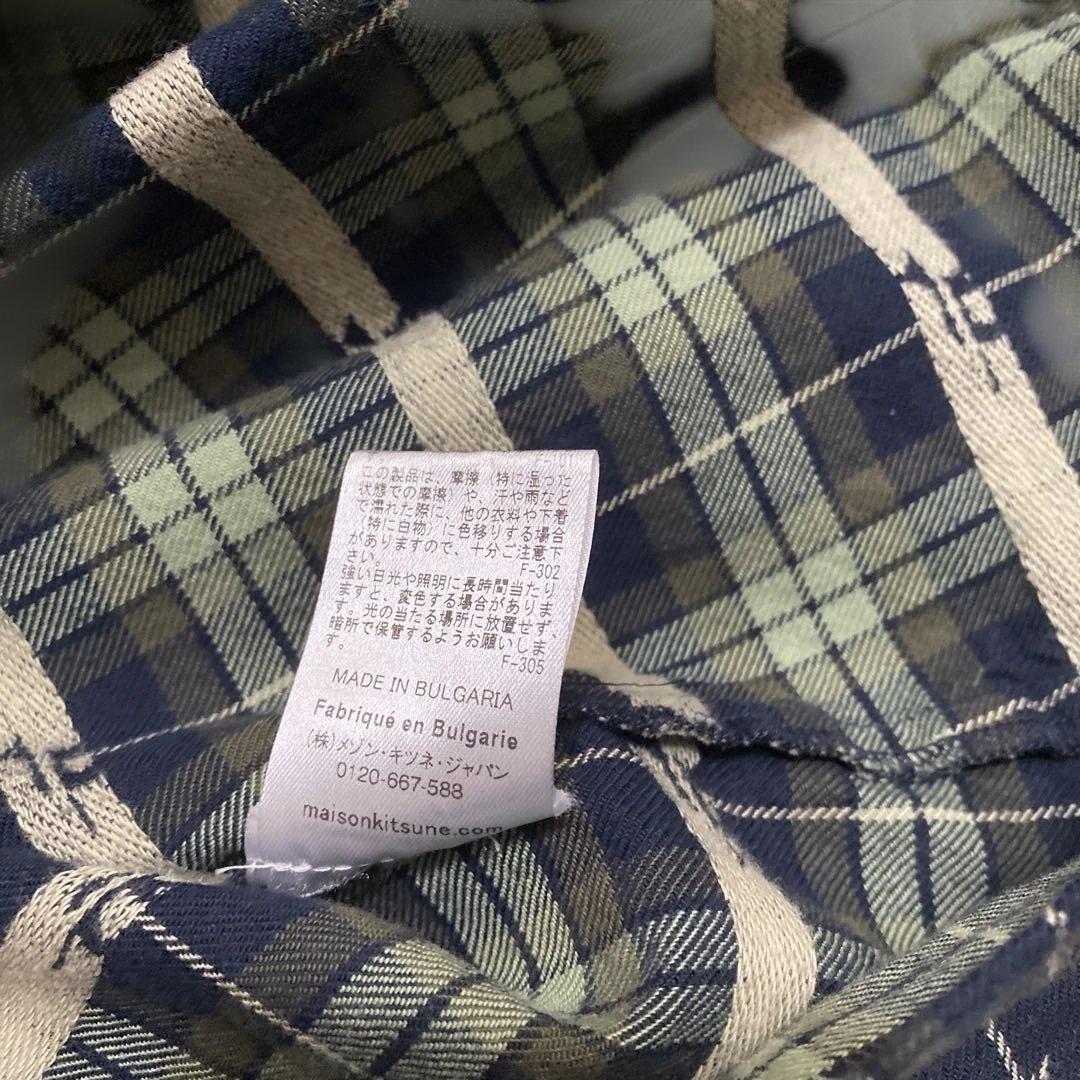 この製品は、摩擦（特に湿った
状態での摩擦）や、汗や雨など
で濡れた際に、他の衣料や下着
（特に白物）に色移りする場合
がありますので、十分ご注意下
さい。
F-302
強い日光や照明に長時間当たり
ますと、変色する場合がありま
す。光の当たる場所に放置せず、
暗所で保管するようお願いしま
す。
F-305
MADE IN BULGARIA
Fabriqué en Bulgarie
(株)メゾン・キツネ・ジャパン
0120-667-588
maisonkitsune.com